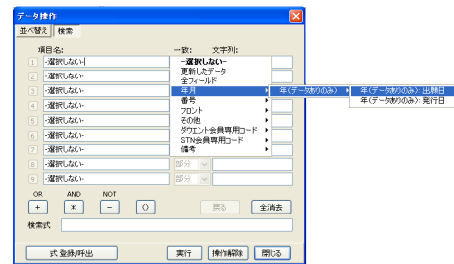 データ操作
並べ替え 検索
項目名: 一致: 文字列:
1 -選択しない-
2 -選択しない-
3 -選択しない-
4 -選択しない-
5 -選択しない-
6 -選択しない-
7 -選択しない-
8 -選択しない- 部分
9 -選択しない- 部分
-選択しない-
更新したデータ
全フィールド
年月
番号
フロント
その他
ダウエント会員専用コード
STN会員専用コード
備考
年(データありのみ)
年(データありのみ): 出願日
年(データありのみ): 発行日
OR AND NOT
+ * - () 戻る 全消去
検索式
式 登録/呼出 実行 操作解除 閉じる